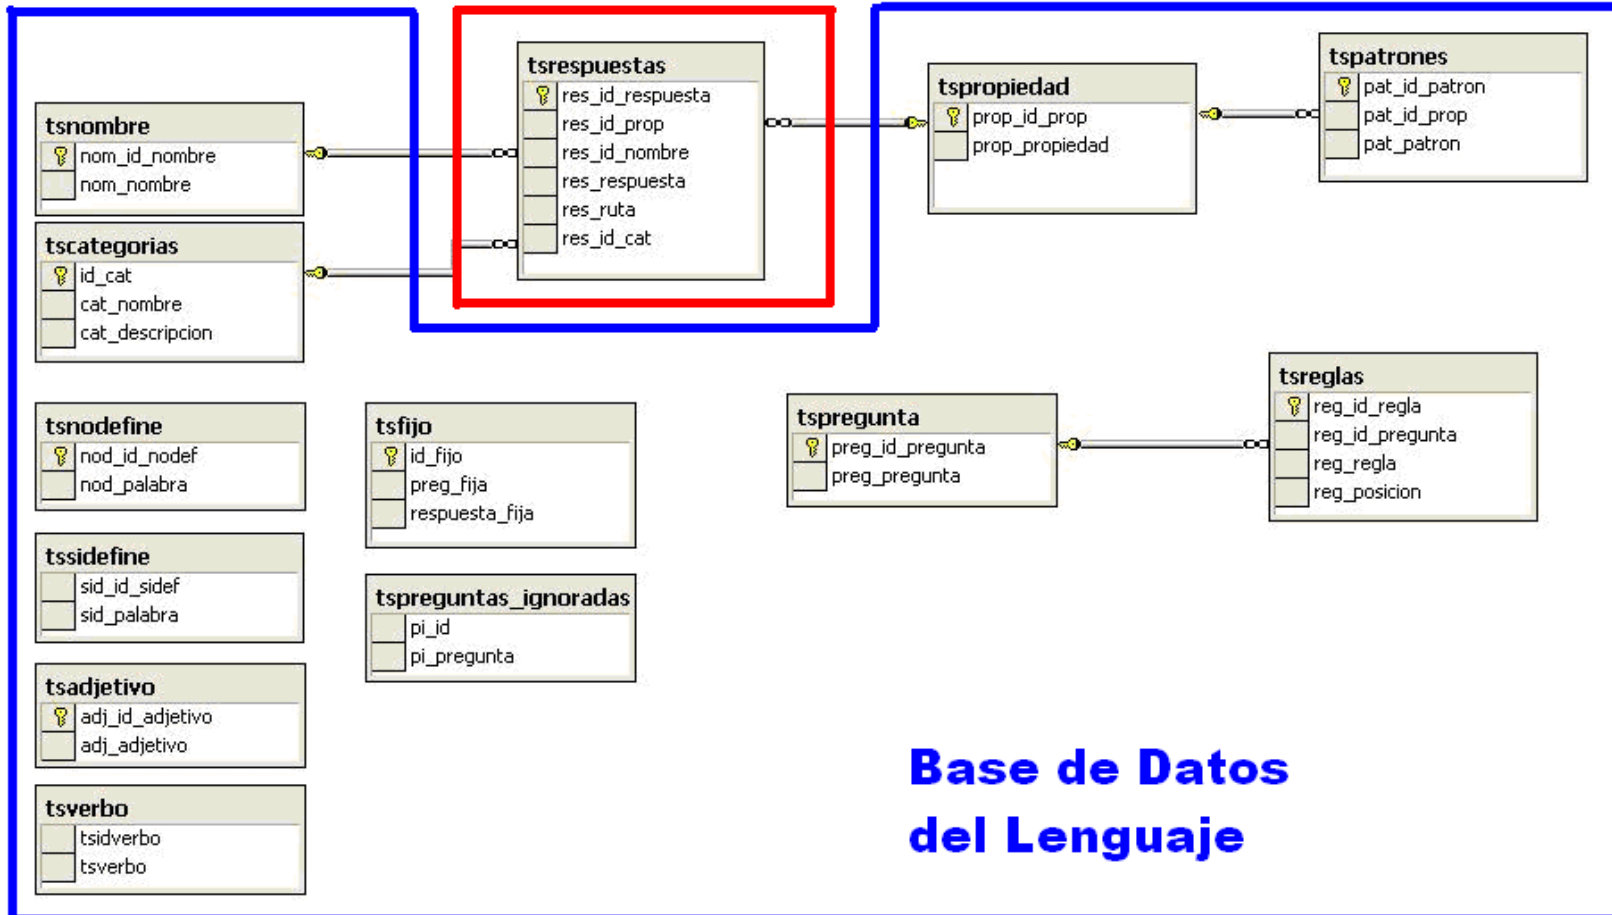 tsnombre
nom_id_nombre
nom_nombre
tscategorias
id_cat
cat_nombre
cat_descripcion
tsrespuestas
res_id_respuesta
res_id_prop
res_id_nombre
res_respuesta
res_ruta
res_id_cat
tspropiedad
prop_id_prop
prop_propiedad
tspatrones
pat_id_patron
pat_id_prop
pat_patron
tsnodefine
nod_id_nodef
nod_palabra
tssidefine
sid_id_sidef
sid_palabra
tsadjetivo
adj_id_adjetivo
adj_adjetivo
tsverbo
tsidverbo
tsverbo
tsfijo
id_fijo
preg_fija
respuesta_fija
tspreguntas_ignoradas
pi_id
pi_pregunta
tspregunta
preg_id_pregunta
preg_pregunta
tsreglas
reg_id_regla
reg_id_pregunta
reg_regla
reg_posicion
Base de Datos
del Lenguaje